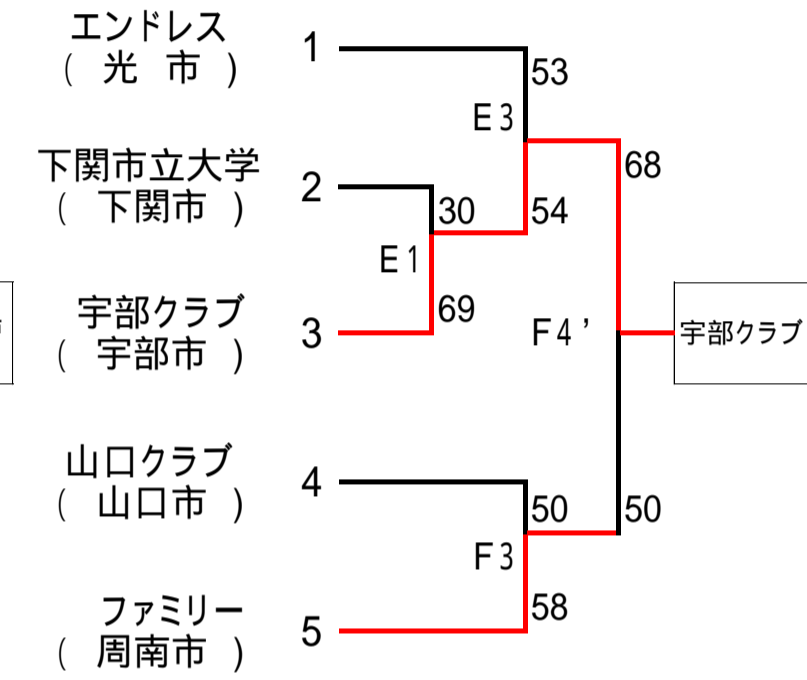 エンドレス
( 光 市 )
1
53
E3
68
下関市立大学
( 下関市 )
2
30
54
E1
宇部クラブ
( 宇部市 )
3
69
F4'
宇部クラブ
山口クラブ
( 山口市 )
4
50
50
F3
ファミリー
( 周南市 )
5
58